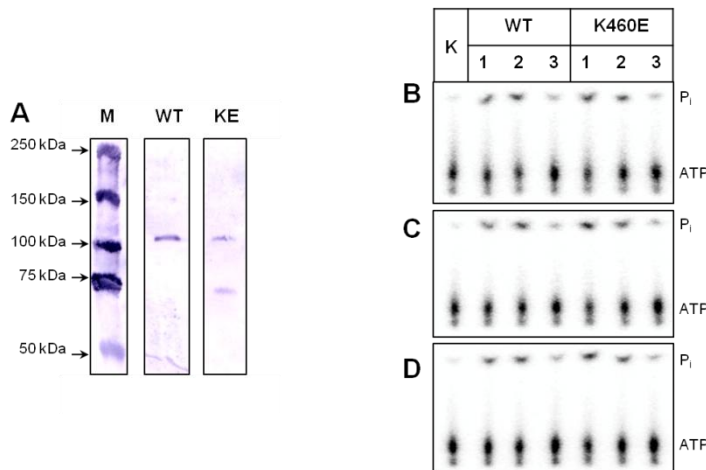 WT K460E
K 1 2 3 1 2 3
A M WT KE
250 kDa
150 kDa
100 kDa
75 kDa
50 kDa
B Pi
ATP
C Pi
ATP
D Pi
ATP